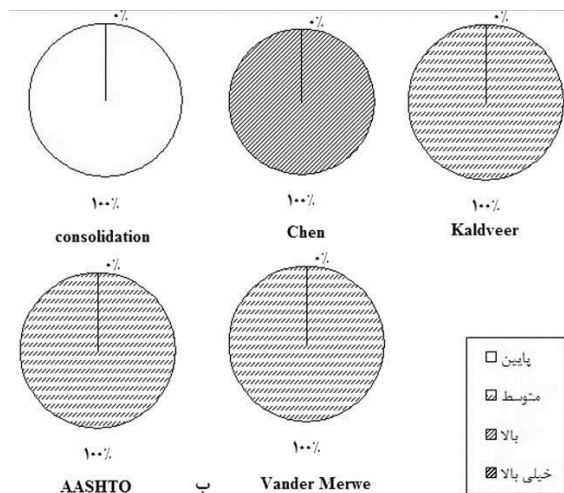 ۰٪ ۰٪ ۰٪
۱۰۰٪ ۱۰۰٪ ۱۰۰٪
consolidation Chen Kaldveer
۰٪ ۰٪
۱۰۰٪ ۱۰۰٪
AASHTO ب Vander Merwe
پایین
متوسط
بالا
خیلی بالا